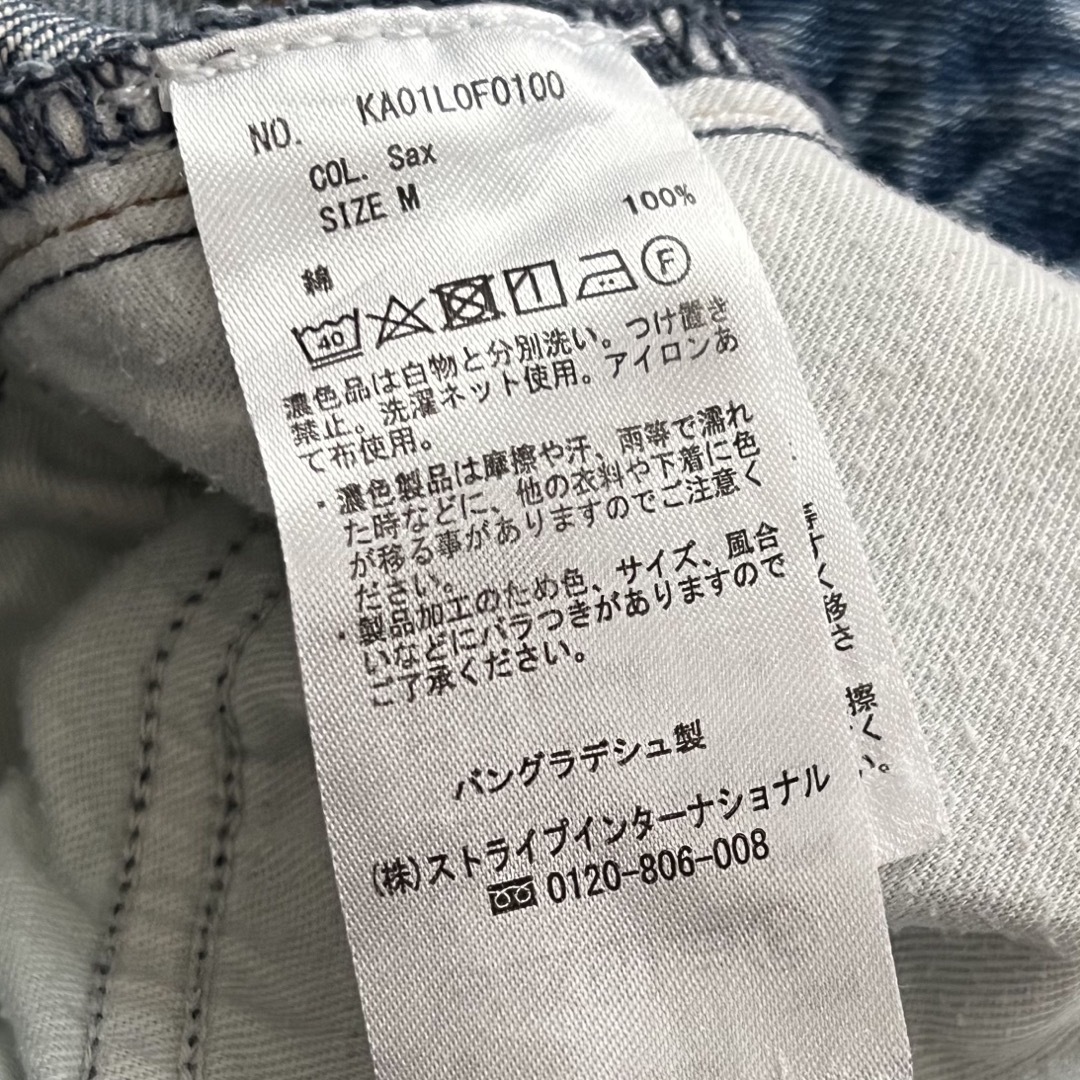 NO. KA01L0F0100
COL. Sax
SIZE M
綿 100%
40 F
濃色品は白物と分別洗い。つけ置き
禁止。洗濯ネット使用。アイロンあ
て布使用。
・濃色製品は摩擦や汗、雨等で濡れ
た時などに、他の衣料や下着に色
が移る事がありますのでご注意く
ださい。
・製品加工のため色、サイズ、風合
いなどにバラつきがありますので
ご了承ください。
バングラデシュ製
(株)ストライプインターナショナル
0120-806-008
く移さ
擦く
い。